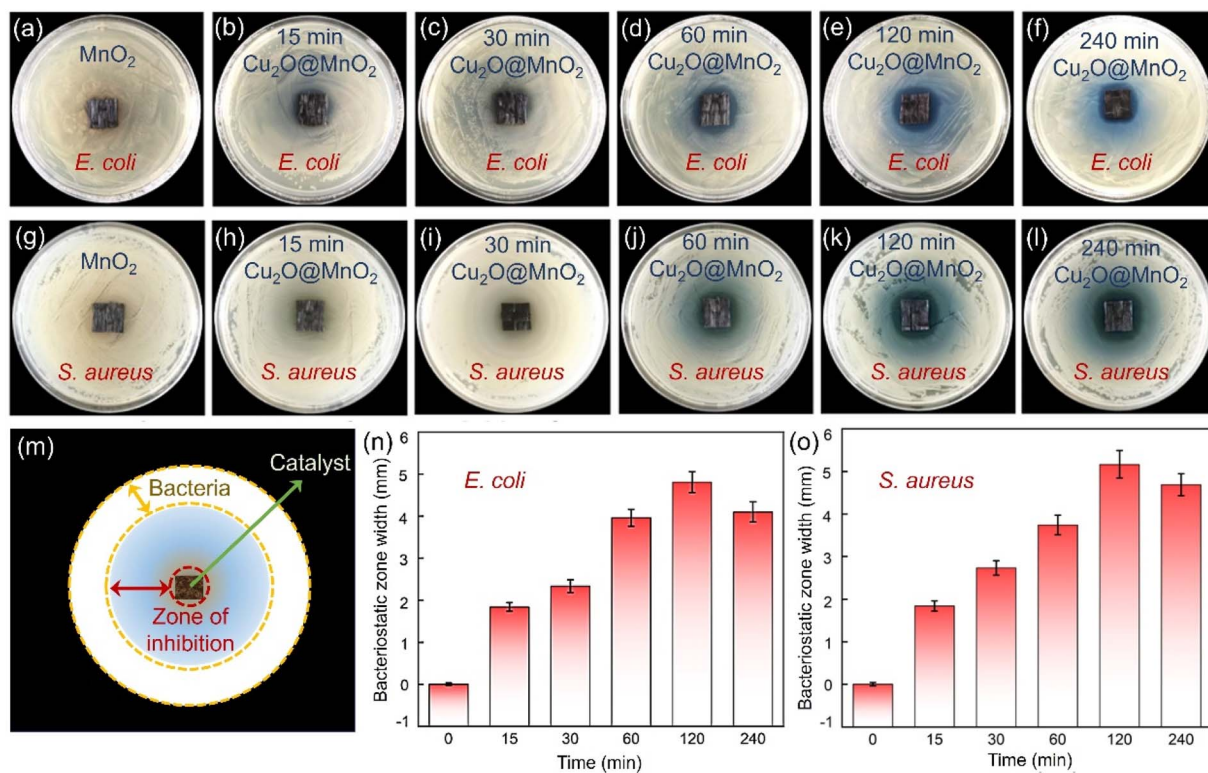 (a)
MnO₂
E. coli
(b)
15 min
Cu₂O@MnO₂
E. coli
(c)
30 min
Cu₂O@MnO₂
E. coli
(d)
60 min
Cu₂O@MnO₂
E. coli
(e)
120 min
Cu₂O@MnO₂
E. coli
(f)
240 min
Cu₂O@MnO₂
E. coli
(g)
MnO₂
S. aureus
(h)
15 min
Cu₂O@MnO₂
S. aureus
(i)
30 min
Cu₂O@MnO₂
S. aureus
(j)
60 min
Cu₂O@MnO₂
S. aureus
(k)
120 min
Cu₂O@MnO₂
S. aureus
(l)
240 min
Cu₂O@MnO₂
S. aureus
(m)
Catalyst
Bacteria
Zone of
inhibition
(n)
E. coli
Bacteriostatic zone width (mm)
6
5
4
3
2
1
0
-1
0 15 30 60 120 240
Time (min)
(o)
S. aureus
Bacteriostatic zone width (mm)
6
5
4
3
2
1
0
-1
0 15 30 60 120 240
Time (min)